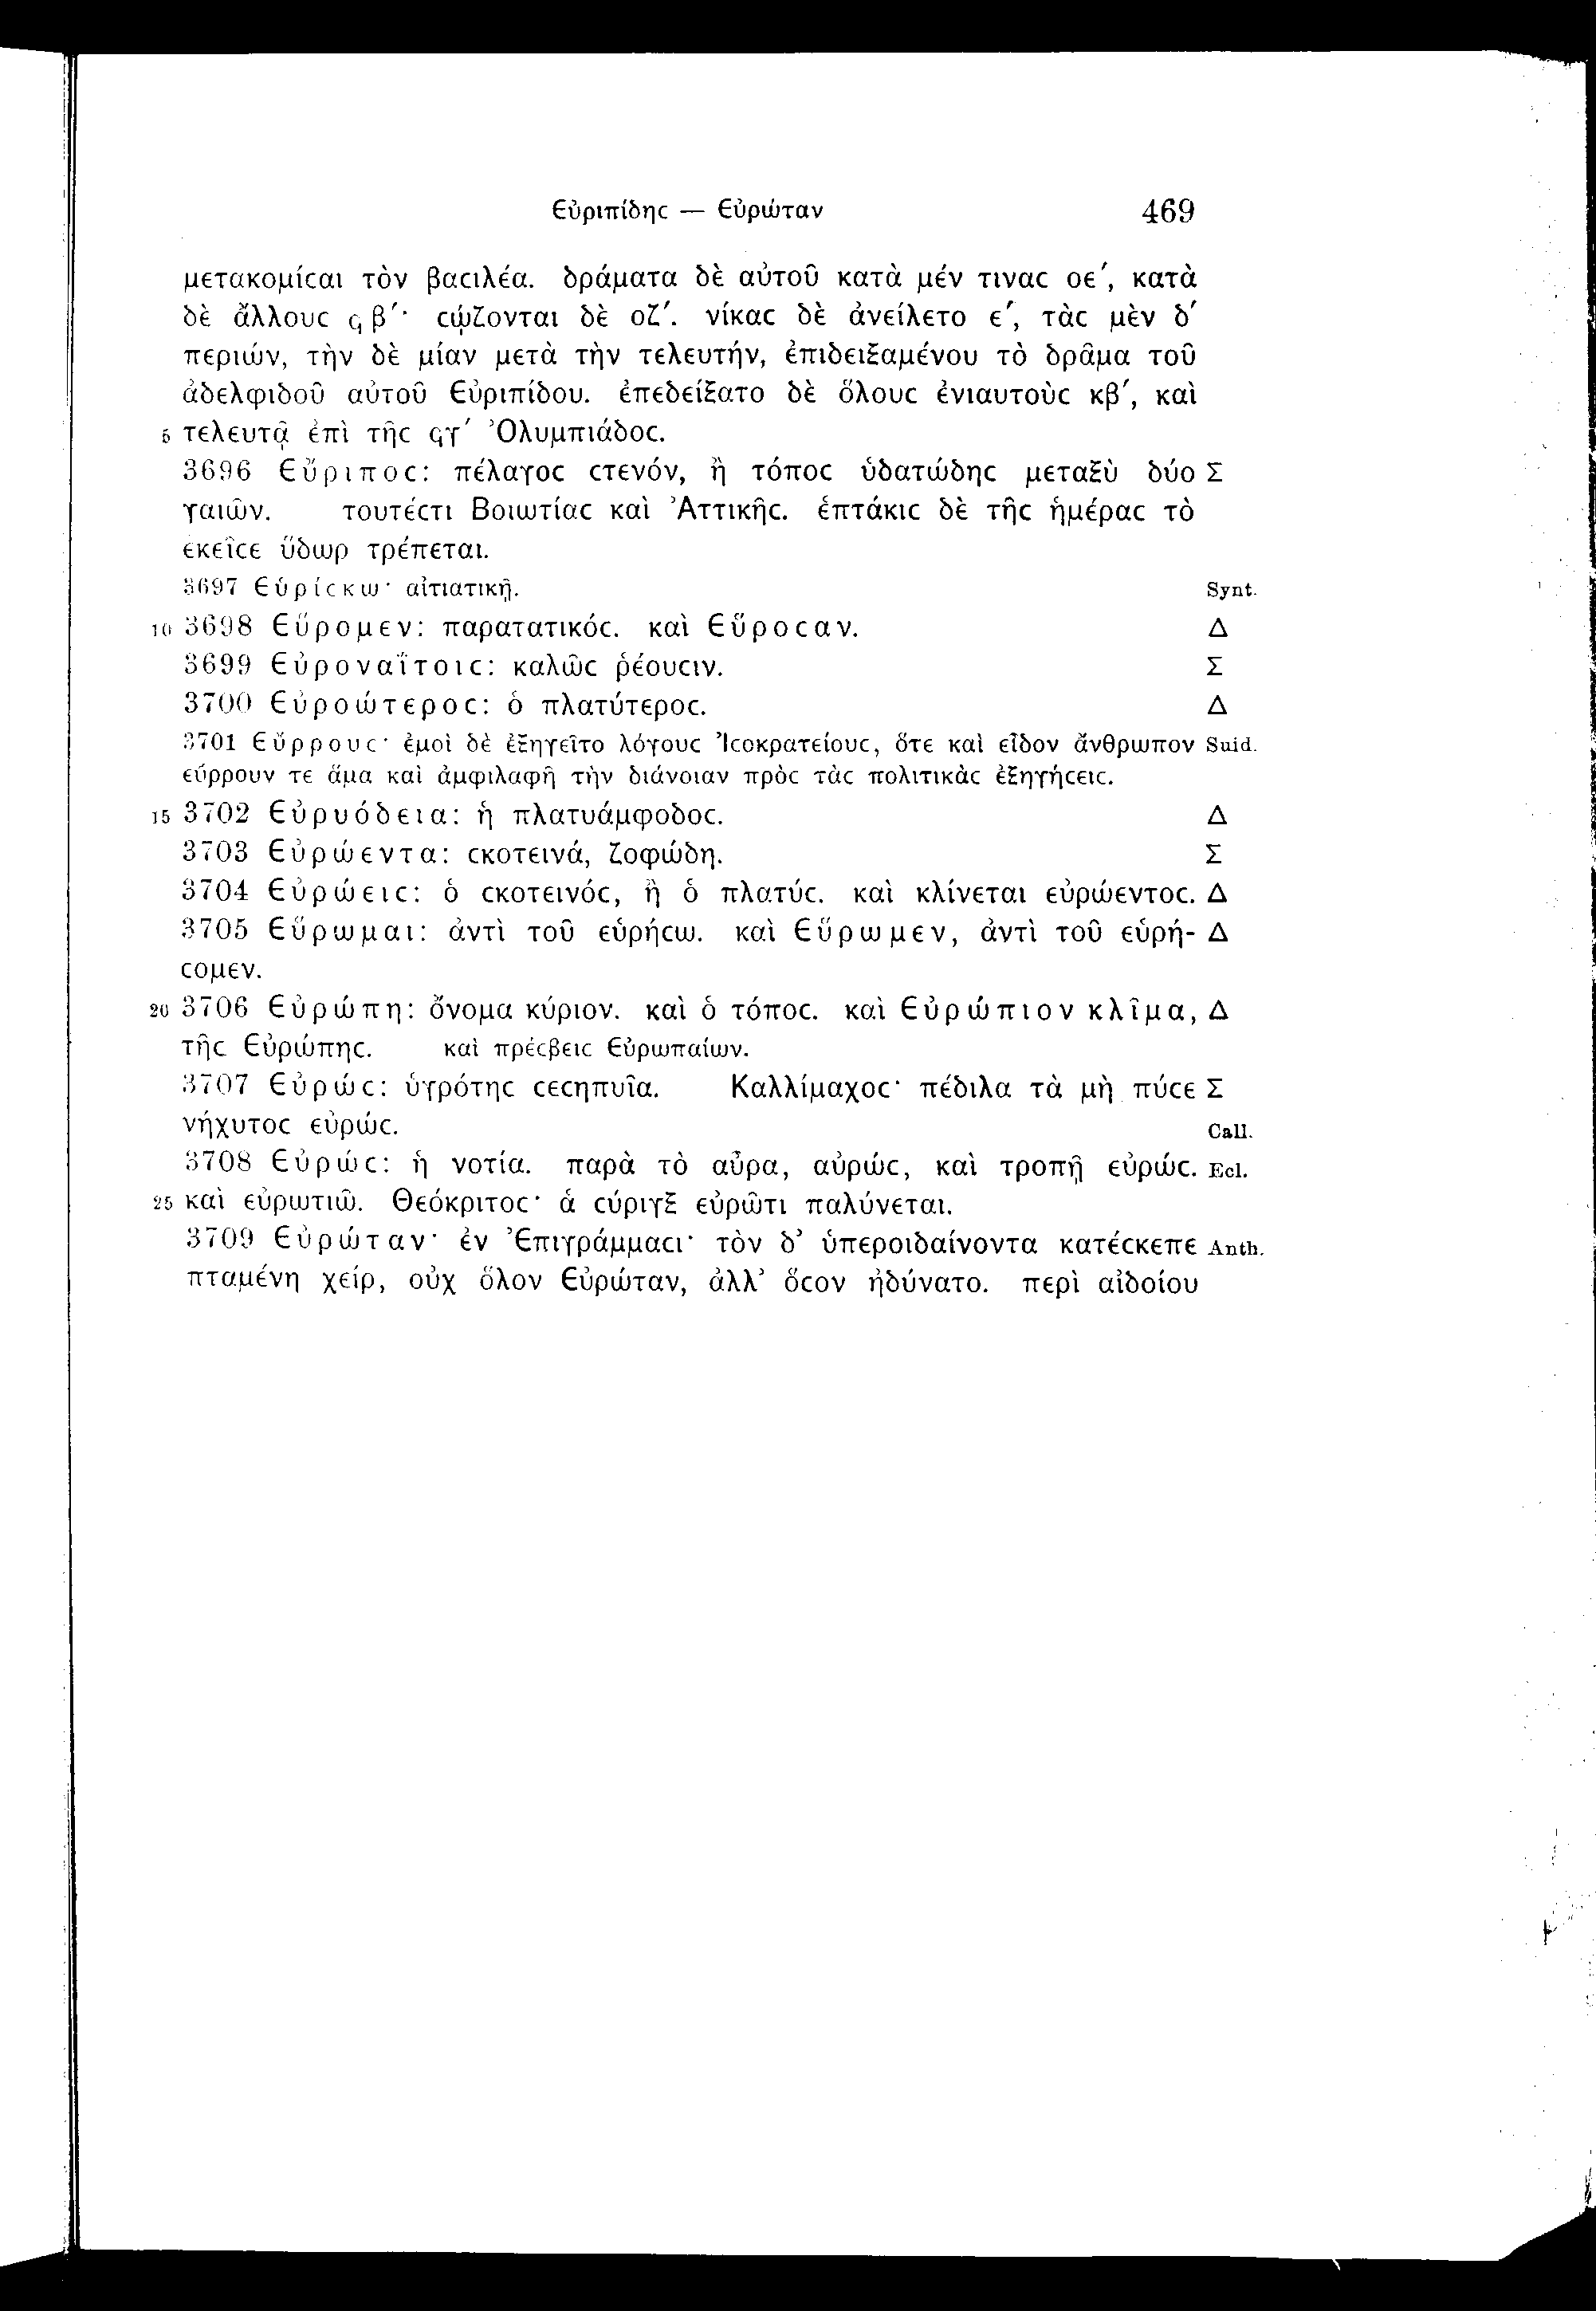 Εὐριπίδης — Εὐρώταν 469
μετακομίϲαι τὸν βαϲιλέα. δράματα δὲ αὐτοῦ κατὰ μέν τιναϲ οε΄, κατὰ
δὲ ἄλλουϲ ϙβ΄· ϲῴζονται δὲ οζ΄. νίκαϲ δὲ ἀνείλετο ε΄, τὰϲ μὲν δ΄
περιών, τὴν δὲ μίαν μετὰ τὴν τελευτήν, ἐπιδειξαμένου τὸ δρᾶμα τοῦ
ἀδελφιδοῦ αὐτοῦ Εὐριπίδου. ἐπεδείξατο δὲ ὅλουϲ ἐνιαυτοὺϲ κβ΄, καὶ
5 τελευτᾷ ἐπὶ τῆϲ ϙγ΄ Ὀλυμπιάδοϲ.
3696 Εὔριποϲ: πέλαγοϲ ϲτενόν, ἢ τόποϲ ὑδατώδηϲ μεταξὺ δύο Σ
γαιῶν. τουτέϲτι Βοιωτίαϲ καὶ Ἀττικῆϲ. ἑπτάκιϲ δὲ τῆϲ ἡμέραϲ τὸ
ἐκεῖϲε ὕδωρ τρέπεται.
3697 Εὑρίϲκω· αἰτιατικῇ. Synt.
10 3698 Εὕρομεν: παρατατικόϲ. καὶ Εὕροϲαν. Δ
3699 Εὐροναΐτοιϲ: καλῶϲ ῥέουϲιν. Σ
3700 Εὐροώτεροϲ: ὁ πλατύτεροϲ. Δ
3701 Εὔρρουϲ· ἐμοὶ δὲ ἐξηγεῖτο λόγουϲ Ἰϲοκρατείουϲ, ὅτε καὶ εἶδον ἄνθρωπον Suid.
εὔρρουν τε ἅμα καὶ ἀμφιλαφῆ τὴν διάνοιαν πρὸϲ τὰϲ πολιτικὰϲ ἐξηγήϲειϲ.
15 3702 Εὐρυόδεια: ἡ πλατυάμφοδοϲ. Δ
3703 Εὐρώεντα: ϲκοτεινά, ζοφώδη. Σ
3704 Εὐρώειϲ: ὁ ϲκοτεινόϲ, ἢ ὁ πλατύϲ. καὶ κλίνεται εὐρώεντοϲ. Δ
3705 Εὕρωμαι: ἀντὶ τοῦ εὑρήϲω. καὶ Εὕρωμεν, ἀντὶ τοῦ εὑρή- Δ
ϲομεν.
20 3706 Εὐρώπη: ὄνομα κύριον. καὶ ὁ τόποϲ. καὶ Εὐρώπιον κλῖμα, Δ
τῆϲ Εὐρώπηϲ. καὶ πρέϲβειϲ Εὐρωπαίων.
3707 Εὐρώϲ: ὑγρότηϲ ϲεϲηπυῖα. Καλλίμαχοϲ· πέδιλα τὰ μὴ πύϲε Σ
νήχυτοϲ εὐρώϲ. Call.
3708 Εὐρώϲ: ἡ νοτία. παρὰ τὸ αὔρα, αὐρώϲ, καὶ τροπῇ εὐρώϲ. Ecl.
25 καὶ εὐρωτιῶ. Θεόκριτοϲ· ἁ ϲύριγξ εὐρῶτι παλύνεται.
3709 Εὐρώταν· ἐν Ἐπιγράμμαϲι· τὸν δ’ ὑπεροιδαίνοντα κατέϲκεπε Anth.
πταμένη χείρ, οὐχ ὅλον Εὐρώταν, ἀλλ’ ὅϲον ἠδύνατο. περὶ αἰδοίου